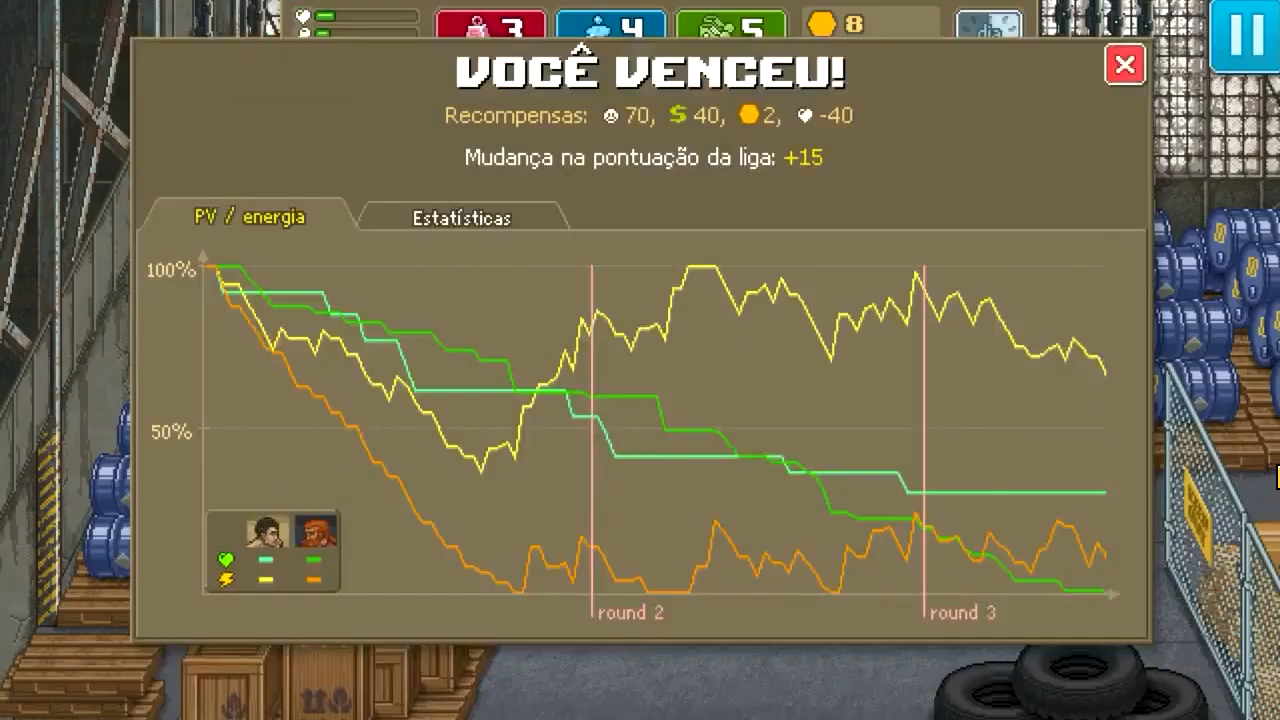 3 4 5 8
VOCÊ VENCEU!
Recompensas: 70, $ 40, 2, -40
Mudança na pontuação da liga: +15
PV / energia
Estatísticas
100%
50%
round 2
round 3